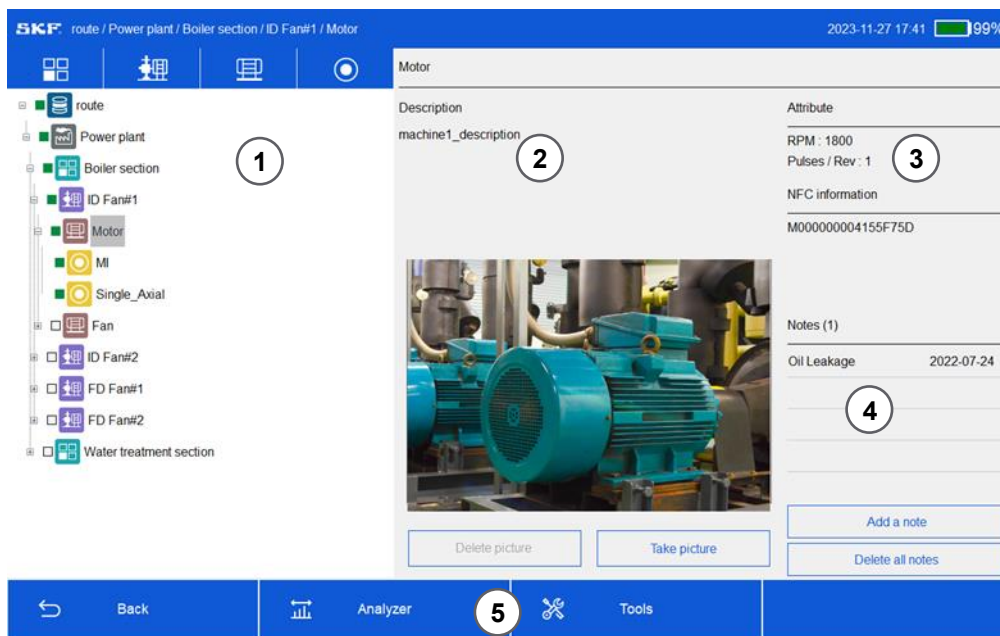 SKF. route / Power plant / Boiler section / ID Fan#1 / Motor 2023-11-27 17:41 99%
Motor
route
Power plant
Boiler section
ID Fan#1
Motor
MI
Single_Axial
Fan
ID Fan#2
FD Fan#1
FD Fan#2
Water treatment section
1
Description
machine1_description
2
Attribute
RPM : 1800
Pulses / Rev : 1
3
NFC information
M000000004155F75D
Notes (1)
Oil Leakage 2022-07-24
4
Delete picture Take picture
Add a note
Delete all notes
Back Analyzer 5 Tools